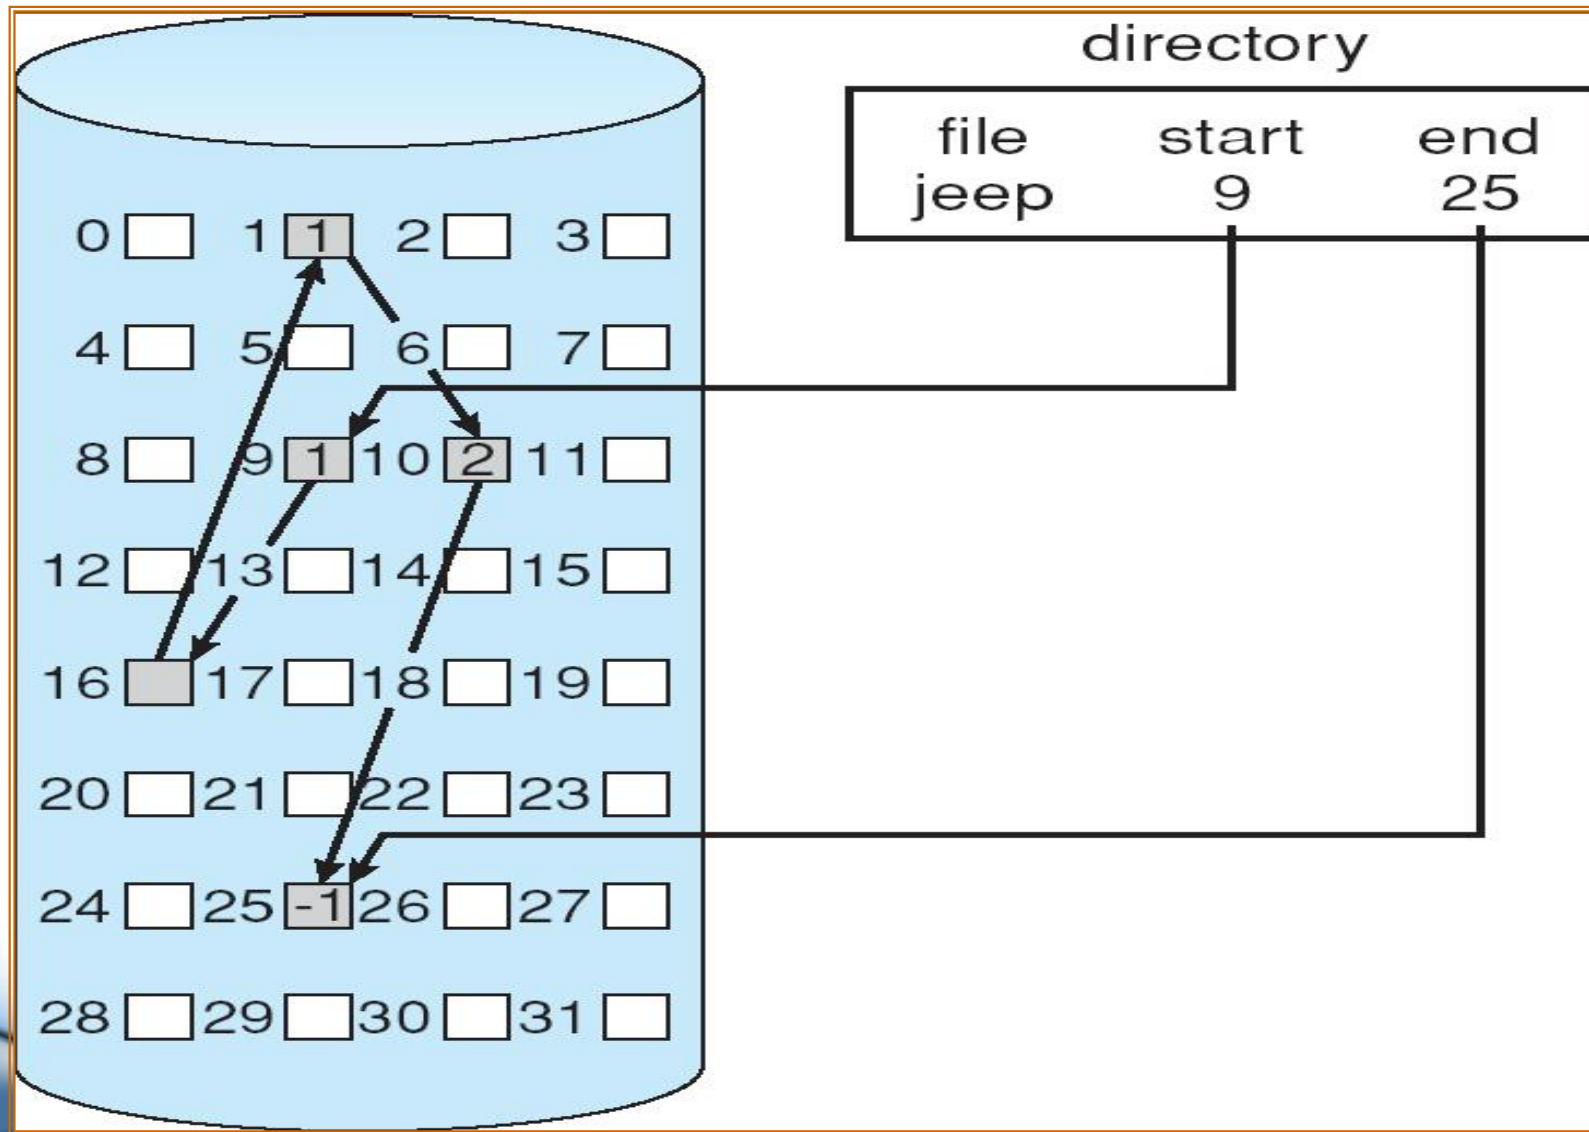 directory
file start end
jeep 9 25
0 1 1 2 3
4 5 6 7
8 9 1 10 2 11
12 13 14 15
16 17 18 19
20 21 22 23
24 25 -1 26 27
28 29 30 31